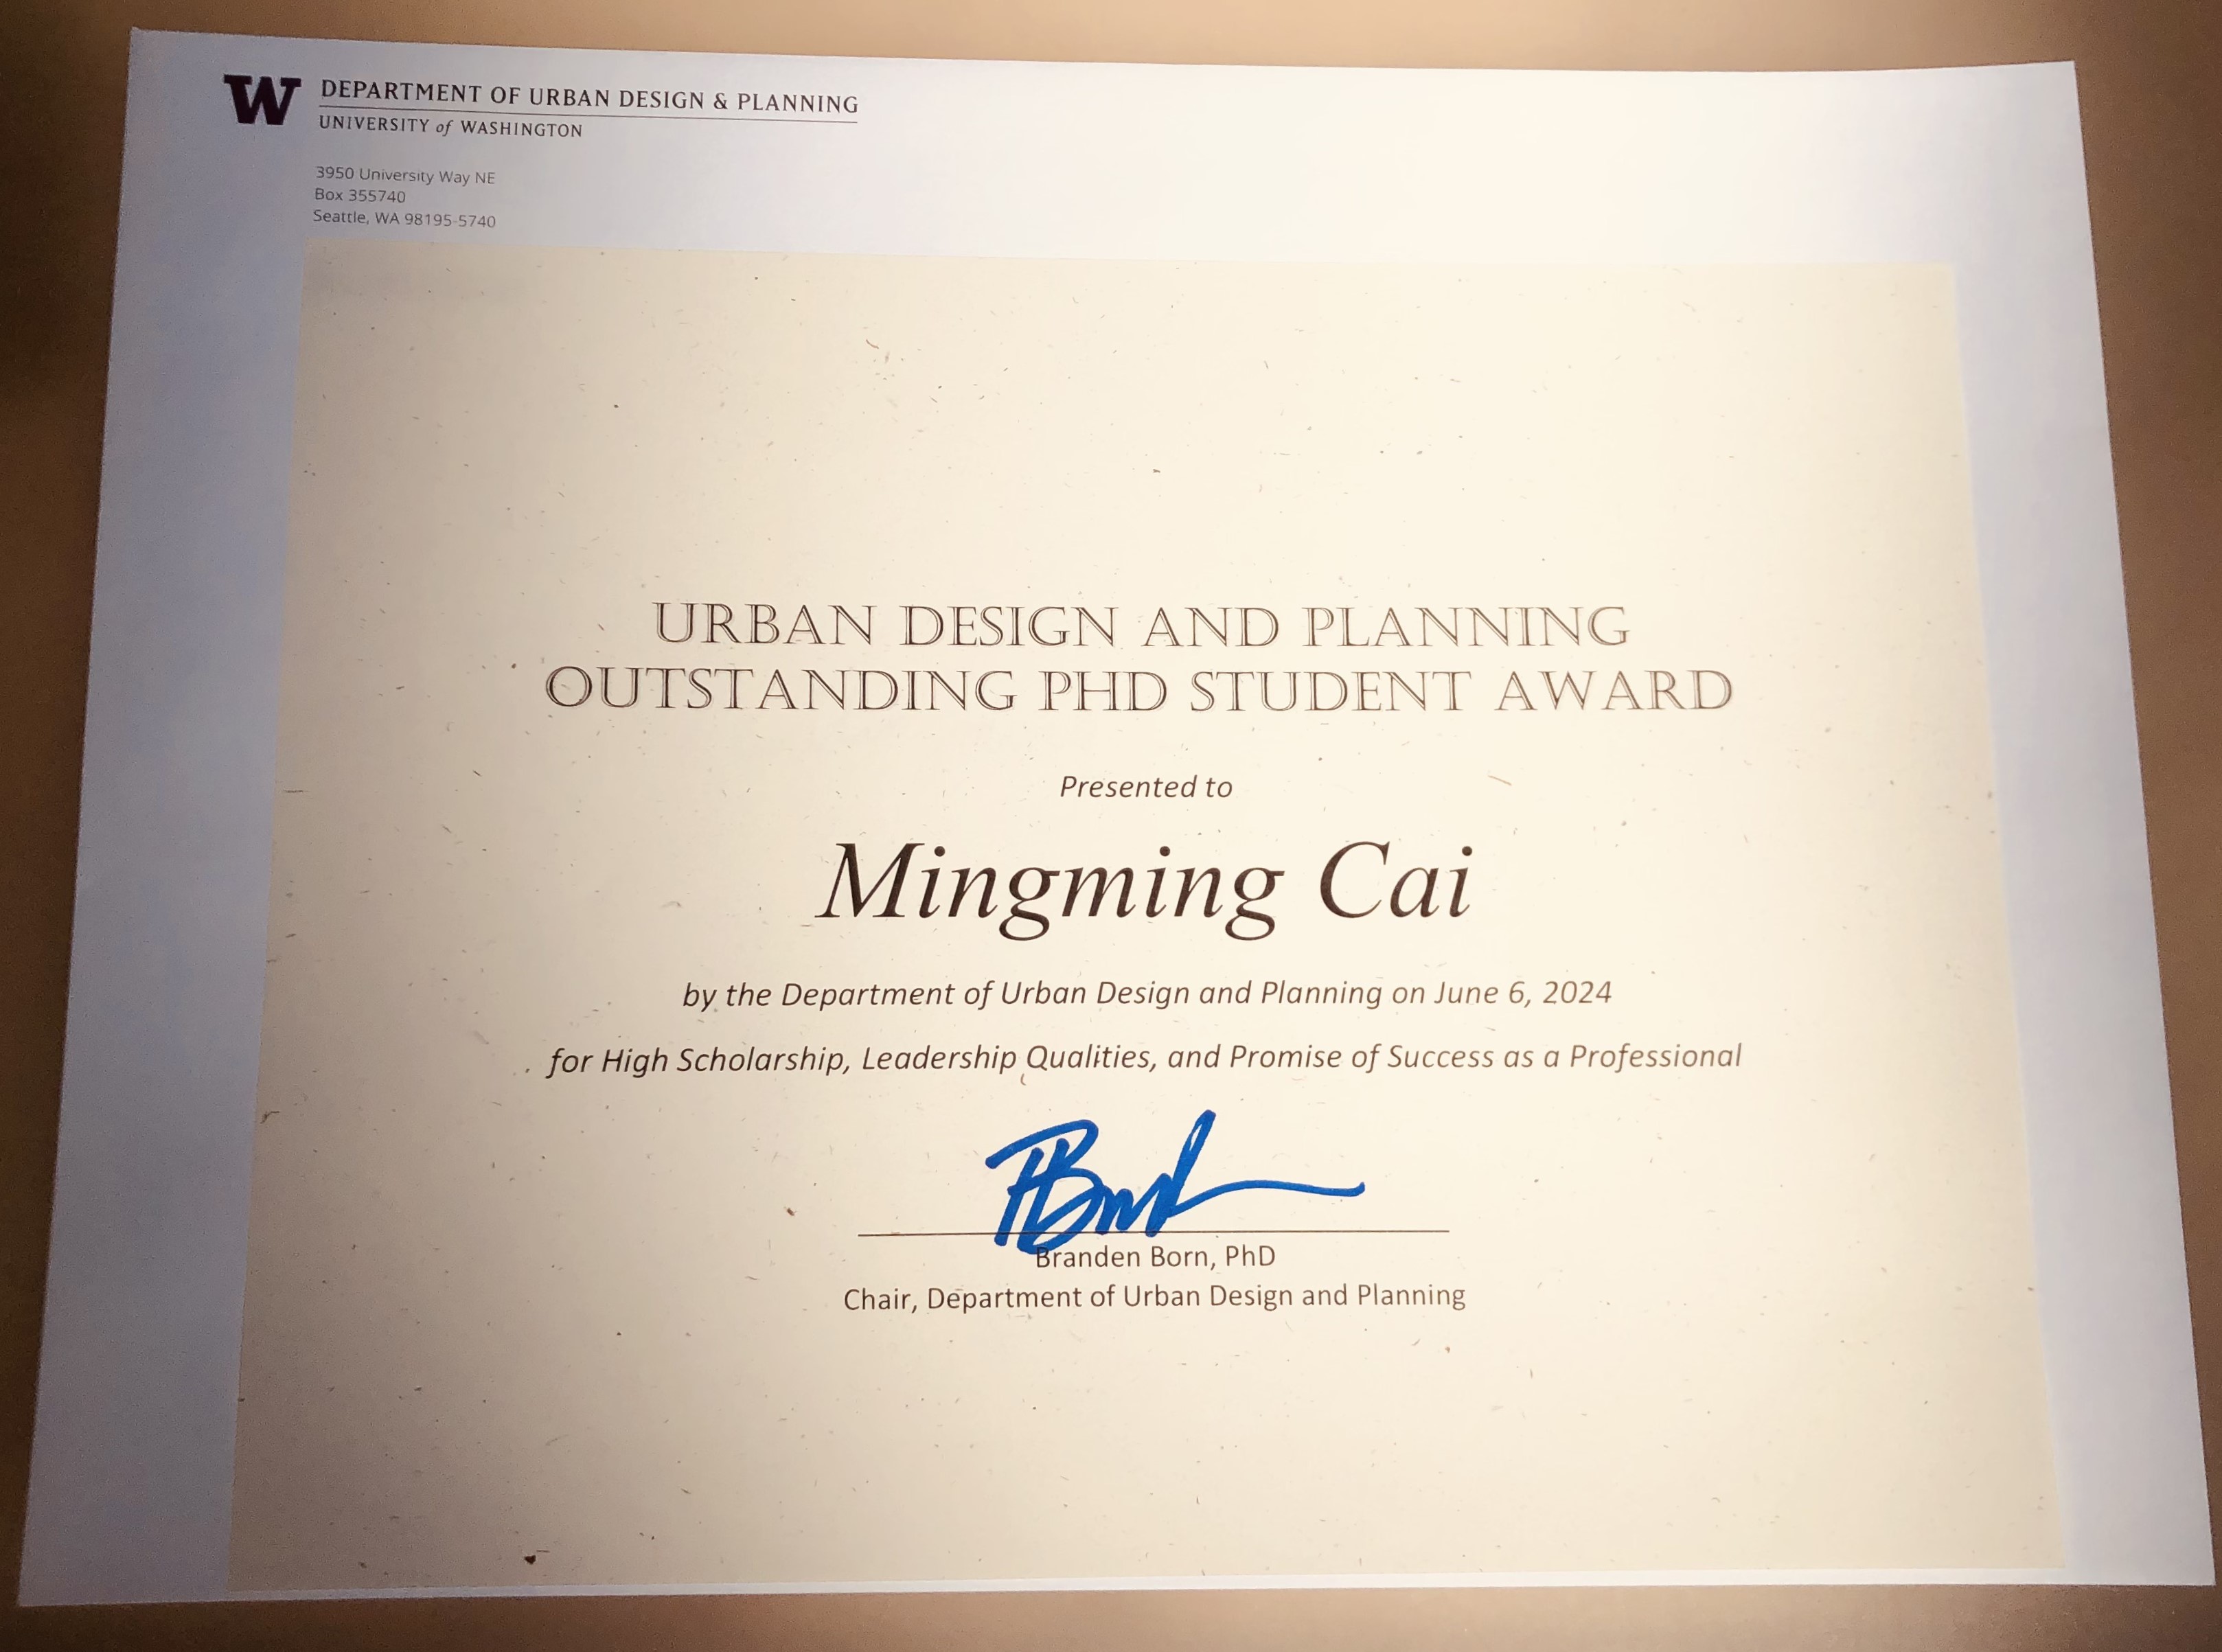 W
DEPARTMENT OF URBAN DESIGN & PLANNING
UNIVERSITY of WASHINGTON
3950 University Way NE
Box 355740
Seattle, WA 98195-5740
URBAN DESIGN AND PLANNING
OUTSTANDING PHD STUDENT AWARD
Presented to
Mingming Cai
by the Department of Urban Design and Planning on June 6, 2024
for High Scholarship, Leadership Qualities, and Promise of Success as a Professional
Branden Born, PhD
Chair, Department of Urban Design and Planning